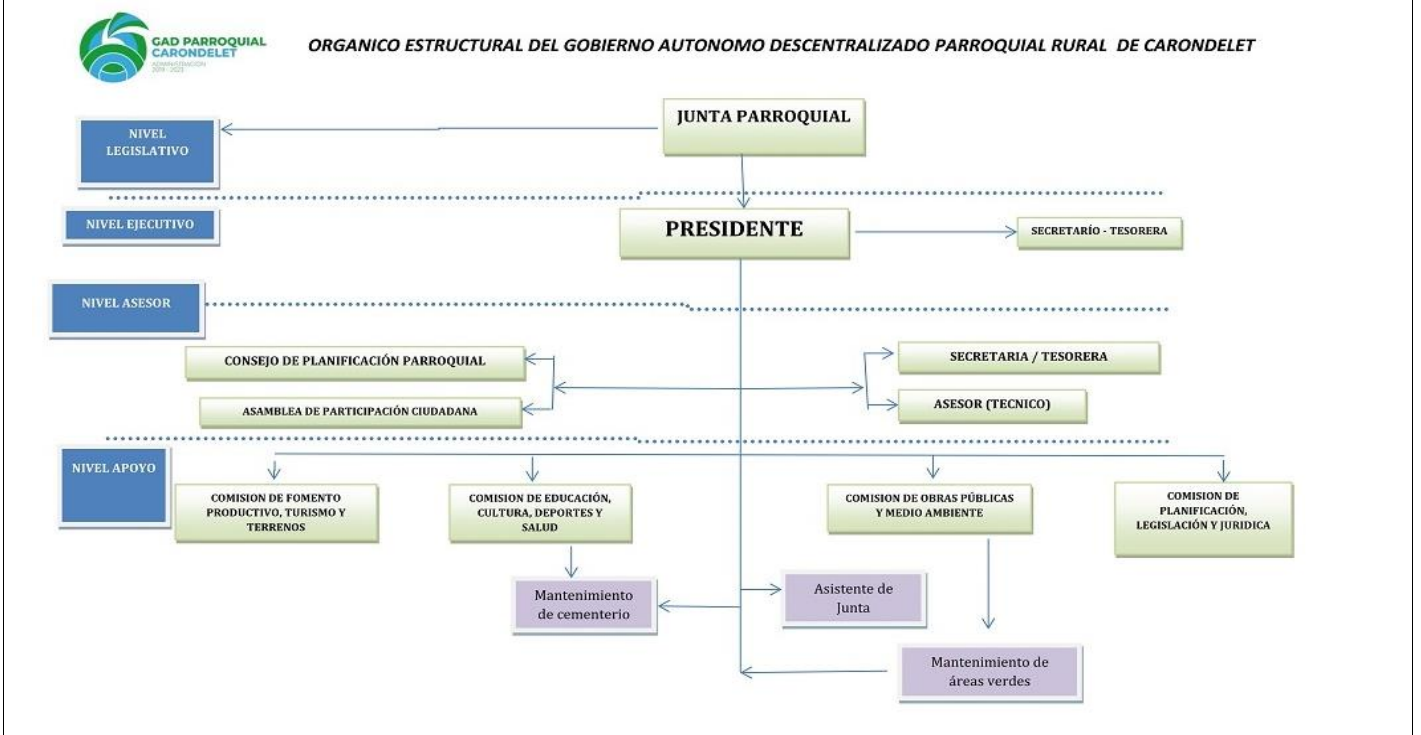 GAD PARROQUIAL
CARONDELET
ADMINISTRACIÓN
2019 - 2023
ORGANICO ESTRUCTURAL DEL GOBIERNO AUTONOMO DESCENTRALIZADO PARROQUIAL RURAL DE CARONDELET
JUNTA PARROQUIAL
NIVEL
LEGISLATIVO
NIVEL EJECUTIVO
PRESIDENTE
SECRETARÍO - TESORERA
NIVEL ASESOR
CONSEJO DE PLANIFICACIÓN PARROQUIAL
SECRETARIA / TESORERA
ASAMBLEA DE PARTICIPACIÓN CIUDADANA
ASESOR (TECNICO)
NIVEL APOYO
COMISION DE FOMENTO
PRODUCTIVO, TURISMO Y
TERRENOS
COMISION DE EDUCACIÓN,
CULTURA, DEPORTES Y
SALUD
COMISION DE OBRAS PÚBLICAS
Y MEDIO AMBIENTE
COMISION DE
PLANIFICACIÓN,
LEGISLACIÓN Y JURIDICA
Mantenimiento
de cementerio
Asistente de
Junta
Mantenimiento de
áreas verdes